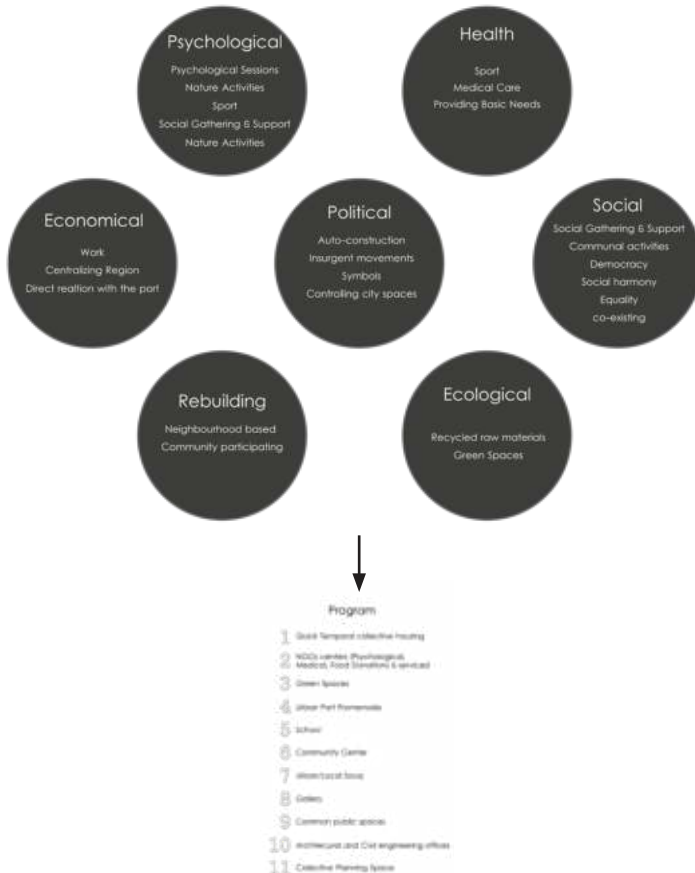 Psychological
Psychological Sessions
Nature Activities
Sport
Social Gathering & Support
Nature Activities
Health
Sport
Medical Care
Providing Basic Needs
Economical
Work
Centralizing Region
Direct realtion with the port
Political
Auto-construction
Insurgent movements
Symbols
Controlling city spaces
Social
Social Gathering & Support
Communal activities
Democracy
Social harmony
Equality
co-existing
Rebuilding
Neighbourhood based
Community participating
Ecological
Recycled raw materials
Green Spaces
Program
1 Quick Temporal collective housing
2 NGOs centers (Psychological,
Medical, Food Donation) & serviced
3 Green Spaces
4 Urban Port Promenade
5 School
6 Community Center
7
8 Gallery
9 Common public spaces
10 Architectural and Civil engineering offices
11 Collective Planning Space